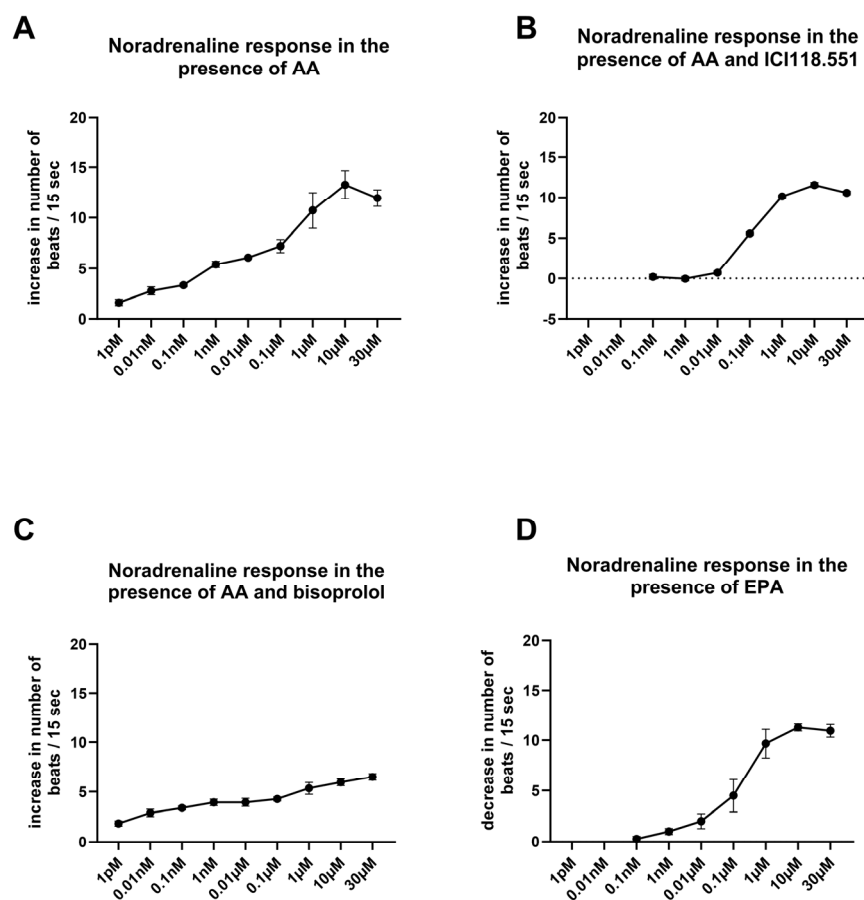 A
Noradrenaline response in the
presence of AA
increase in number of
beats / 15 sec
20
15
10
5
0
1pM
0.01nM
0.1nM
1nM
0.01µM
0.1µM
1µM
10µM
30µM
B
Noradrenaline response in the
presence of AA and ICI118.551
increase in number of
beats / 15 sec
20
15
10
5
0
-5
1pM
0.01nM
0.1nM
1nM
0.01µM
0.1µM
1µM
10µM
30µM
C
Noradrenaline response in the
presence of AA and bisoprolol
increase in number of
beats / 15 sec
20
15
10
5
0
1pM
0.01nM
0.1nM
1nM
0.01µM
0.1µM
1µM
10µM
30µM
D
Noradrenaline response in the
presence of EPA
decrease in number of
beats / 15 sec
20
15
10
5
0
1pM
0.01nM
0.1nM
1nM
0.01µM
0.1µM
1µM
10µM
30µM